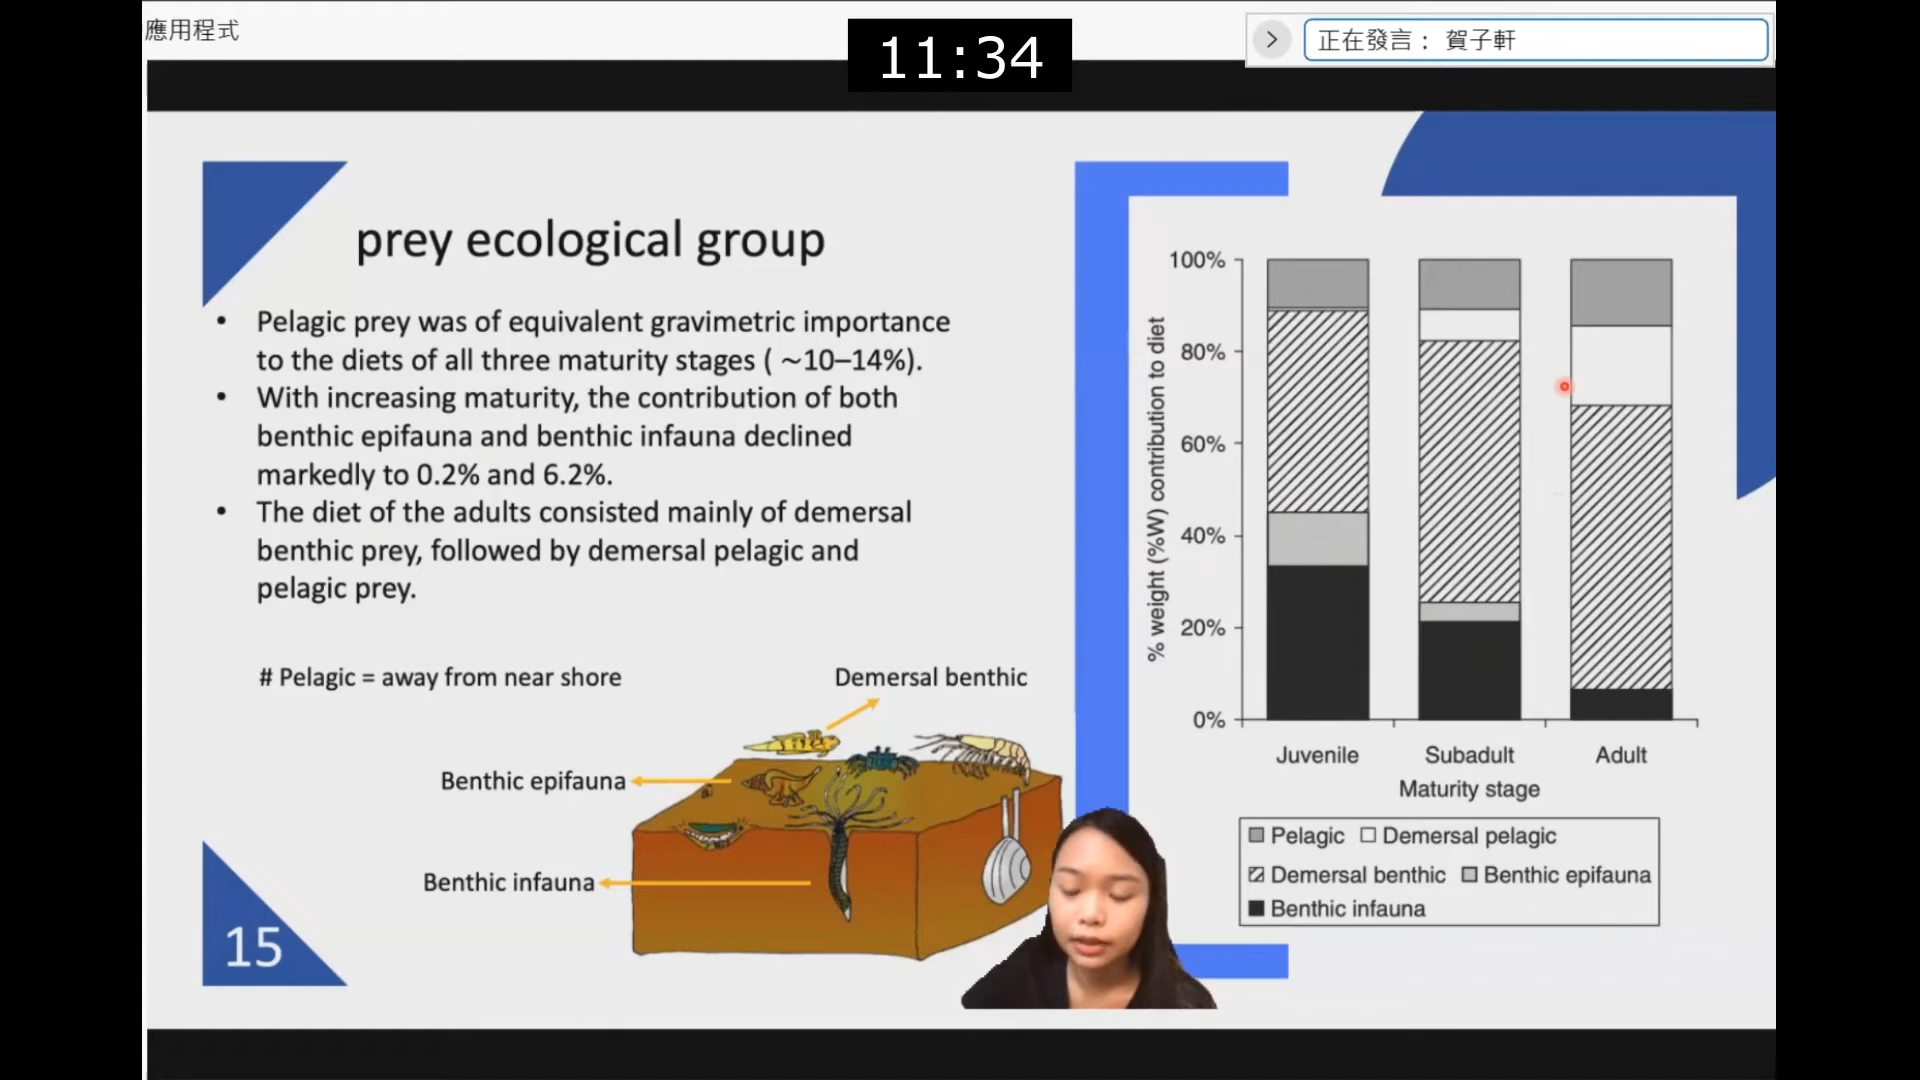 應用程式
11:34
正在發言： 賀子軒
prey ecological group
• Pelagic prey was of equivalent gravimetric importance
to the diets of all three maturity stages ( ~10–14%).
• With increasing maturity, the contribution of both
benthic epifauna and benthic infauna declined
markedly to 0.2% and 6.2%.
• The diet of the adults consisted mainly of demersal
benthic prey, followed by demersal pelagic and
pelagic prey.
# Pelagic = away from near shore
Demersal benthic
Benthic epifauna
Benthic infauna
15
% weight (%W) contribution to diet
100%
80%
60%
40%
20%
0%
Juvenile Subadult Adult
Maturity stage
Pelagic Demersal pelagic
Demersal benthic Benthic epifauna
Benthic infauna